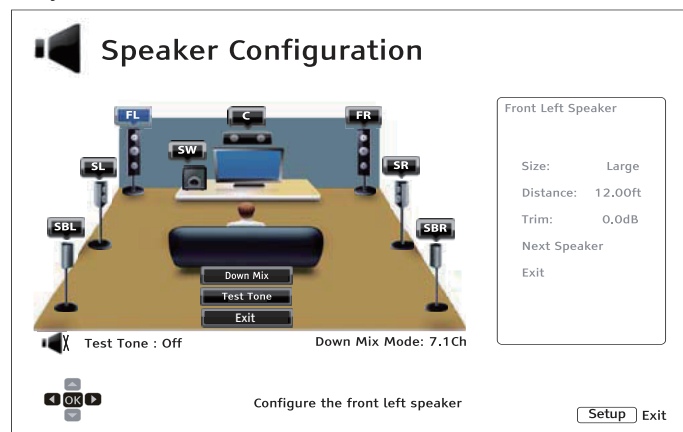 Speaker Configuration
FL
C
FR
SW
SL
SR
SBL
SBR
Down Mix
Test Tone
Exit
X Test Tone : Off
Down Mix Mode: 7.1Ch
Front Left Speaker
Size: Large
Distance: 12.00ft
Trim: 0.0dB
Next Speaker
Exit
OK
Configure the front left speaker
Setup Exit